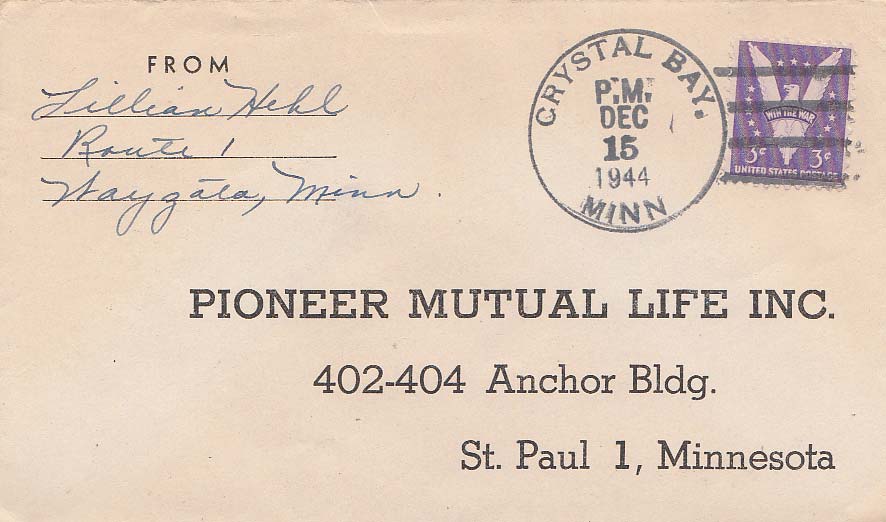 FROM
Lillian Hehl
Route 1
Wayzata, Minn.
CRYSTAL BAY.
P.M.
DEC
15
1944
MINN
WIN THE WAR
3¢ 3¢
UNITED STATES POSTAGE
PIONEER MUTUAL LIFE INC.
402-404 Anchor Bldg.
St. Paul 1, Minnesota